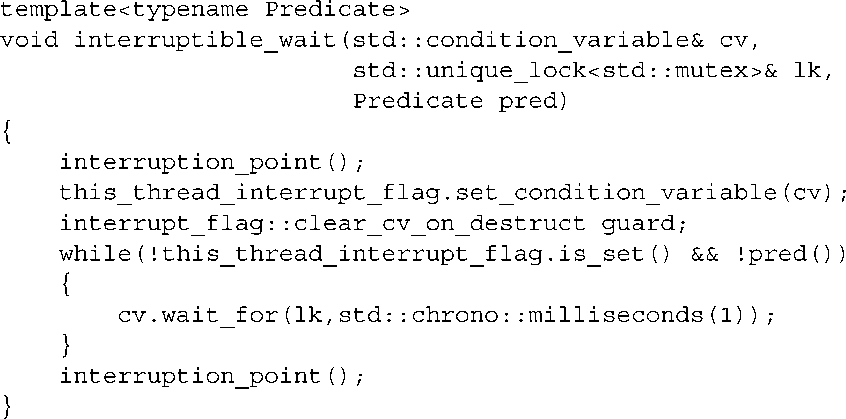 template<typename Predicate>
void interruptible_wait(std::condition_variable& cv,
                        std::unique_lock<std::mutex>& lk,
                        Predicate pred)
{
    interruption_point();
    this_thread_interrupt_flag.set_condition_variable(cv);
    interrupt_flag::clear_cv_on_destruct guard;
    while(!this_thread_interrupt_flag.is_set() && !pred())
    {
        cv.wait_for(lk,std::chrono::milliseconds(1));
    }
    interruption_point();
}